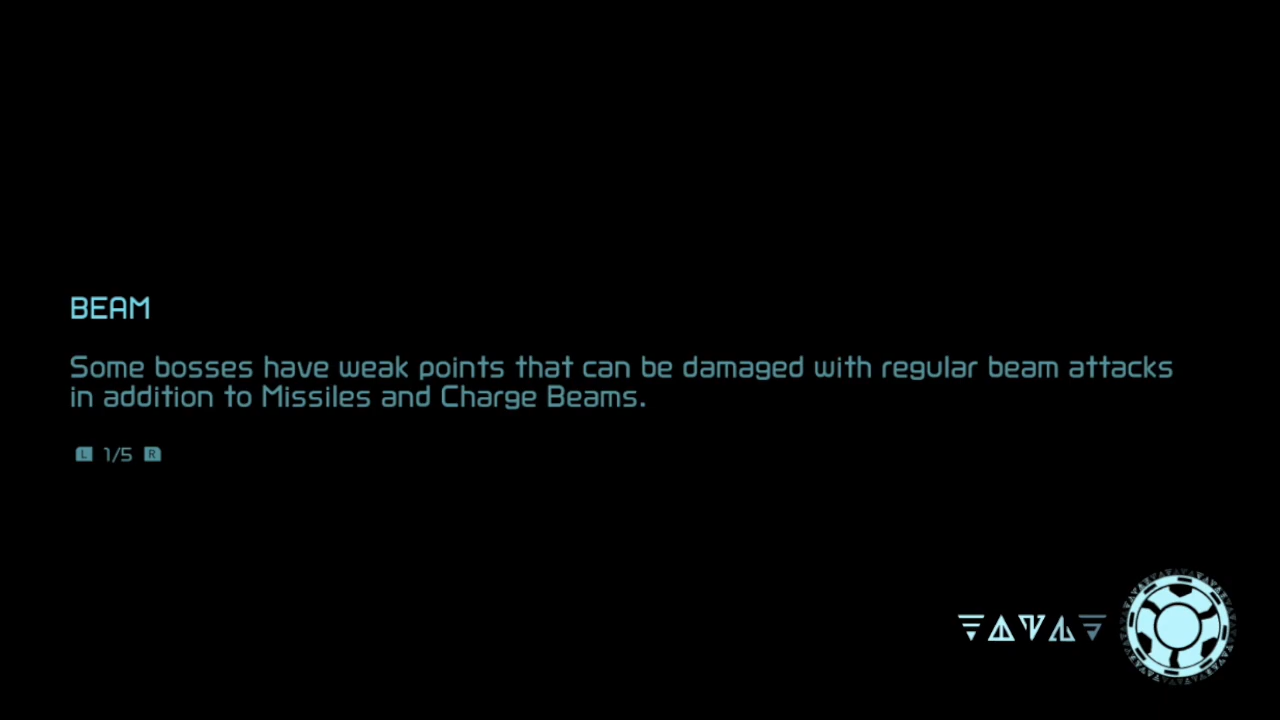 BEAM
Some bosses have weak points that can be damaged with regular beam attacks
in addition to Missiles and Charge Beams.
L 1/5 R